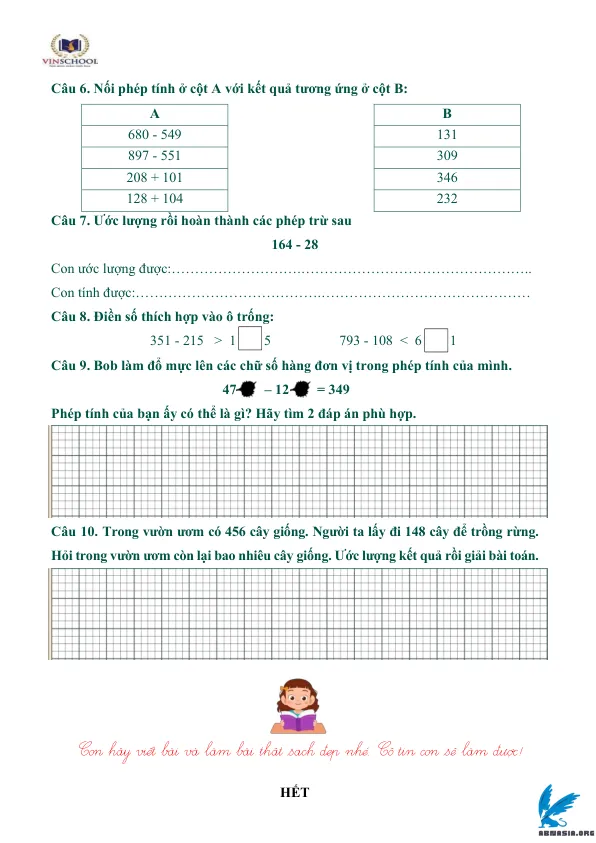 VINSCHOOL
Câu 6. Nối phép tính ở cột A với kết quả tương ứng ở cột B:
A B
680 - 549 131
897 - 551 309
208 + 101 346
128 + 104 232
Câu 7. Ước lượng rồi hoàn thành các phép trừ sau
164 - 28
Con ước lượng được:……………………………………………………………………….
Con tính được:…………………………………………………………………………
Câu 8. Điền số thích hợp vào ô trống:
351 - 215 > 1 5 793 - 108 < 6 1
Câu 9. Bob làm đổ mực lên các chữ số hàng đơn vị trong phép tính của mình.
47 – 12 = 349
Phép tính của bạn ấy có thể là gì? Hãy tìm 2 đáp án phù hợp.
Câu 10. Trong vườn ươm có 456 cây giống. Người ta lấy đi 148 cây để trồng rừng.
Hỏi trong vườn ươm còn lại bao nhiêu cây giống. Ước lượng kết quả rồi giải bài toán.
Con hãy viết bài và làm bài thật sạch đẹp nhé. Cô tin con sẽ làm được!
HẾT
ABMASIA.ORG